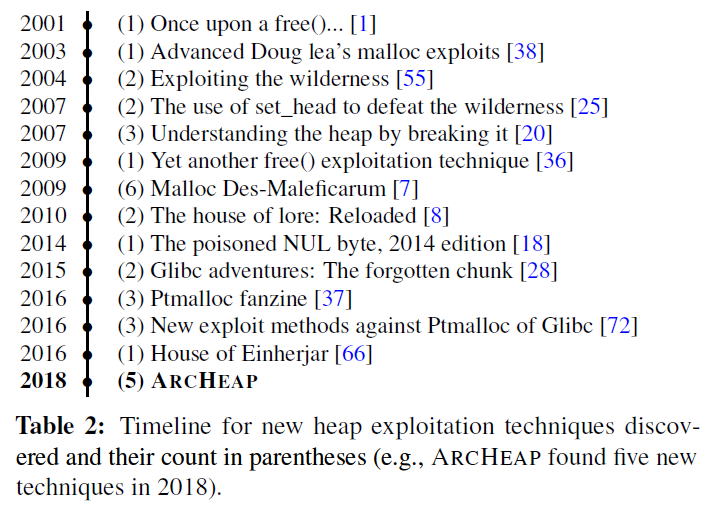 2001 (1) Once upon a free()... [1]
2003 (1) Advanced Doug lea's malloc exploits [38]
2004 (2) Exploiting the wilderness [55]
2007 (2) The use of set_head to defeat the wilderness [25]
2007 (3) Understanding the heap by breaking it [20]
2009 (1) Yet another free() exploitation technique [36]
2009 (6) Malloc Des-Maleficarum [7]
2010 (2) The house of lore: Reloaded [8]
2014 (1) The poisoned NUL byte, 2014 edition [18]
2015 (2) Glibc adventures: The forgotten chunk [28]
2016 (3) Ptmalloc fanzine [37]
2016 (3) New exploit methods against Ptmalloc of Glibc [72]
2016 (1) House of Einherjar [66]
2018 (5) ARCHEAP
Table 2: Timeline for new heap exploitation techniques discov-
ered and their count in parentheses (e.g., ARCHEAP found five new
techniques in 2018).